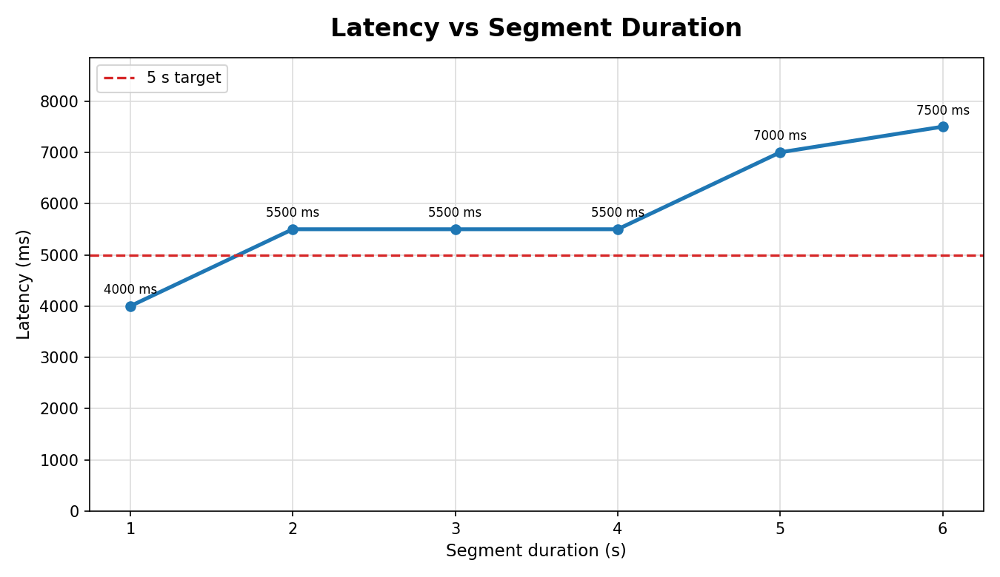 Latency vs Segment Duration
5 s target
8000
7000
6000
5000
4000
3000
2000
1000
0
Latency (ms)
4000 ms
5500 ms
5500 ms
5500 ms
7000 ms
7500 ms
1
2
3
4
5
6
Segment duration (s)